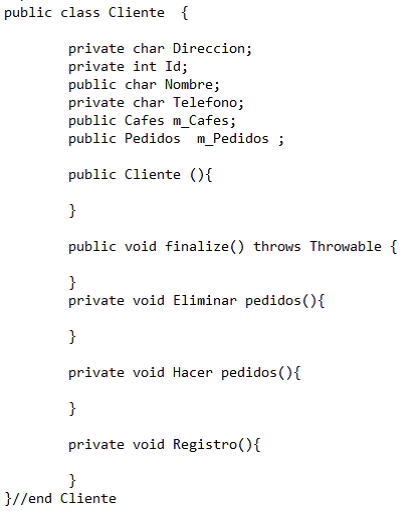 public class Cliente  {
private char Direccion;
private int Id;
public char Nombre;
private char Telefono;
public Cafes m_Cafes;
public Pedidos  m_Pedidos ;
public Cliente (){
}
public void finalize() throws Throwable {
}
private void Eliminar pedidos(){
}
private void Hacer pedidos(){
}
private void Registro(){
}
}//end Cliente